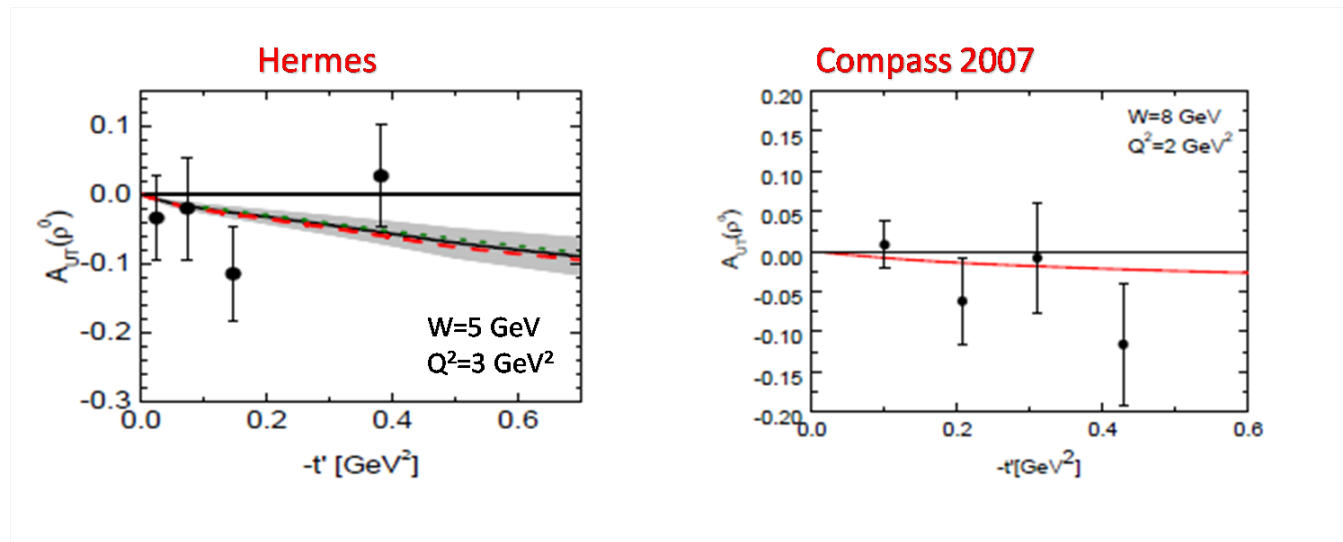 Hermes
0.1
0.0
-0.1
-0.2
-0.3
A_UT(ρ⁰)
W=5 GeV
Q²=3 GeV²
0.0 0.2 0.4 0.6
-t' [GeV²]
Compass 2007
0.20
0.15
0.10
0.05
0.00
-0.05
-0.10
-0.15
-0.20
A_UT(ρ⁰)
W=8 GeV
Q²=2 GeV²
0.0 0.2 0.4 0.6
-t'[GeV²]